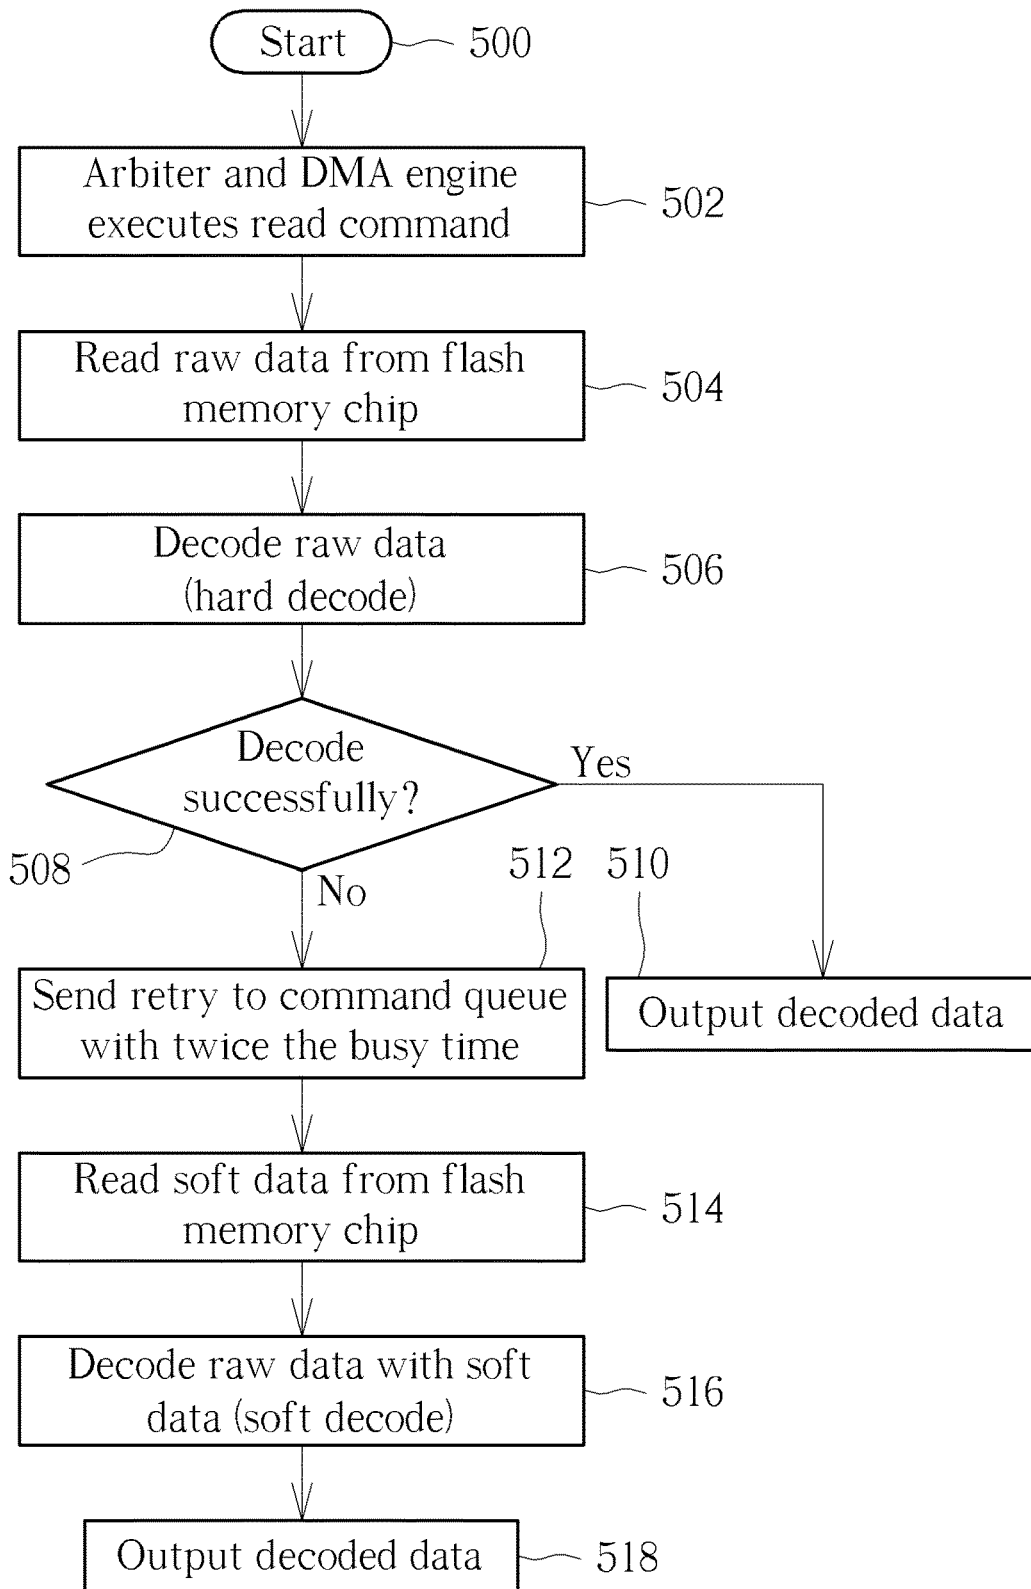 Start
500
Arbiter and DMA engine
executes read command
502
Read raw data from flash
memory chip
504
Decode raw data
(hard decode)
506
Decode
successfully?
Yes
508
No
512
510
Send retry to command queue
with twice the busy time
Output decoded data
Read soft data from flash
memory chip
514
Decode raw data with soft
data (soft decode)
516
Output decoded data
518